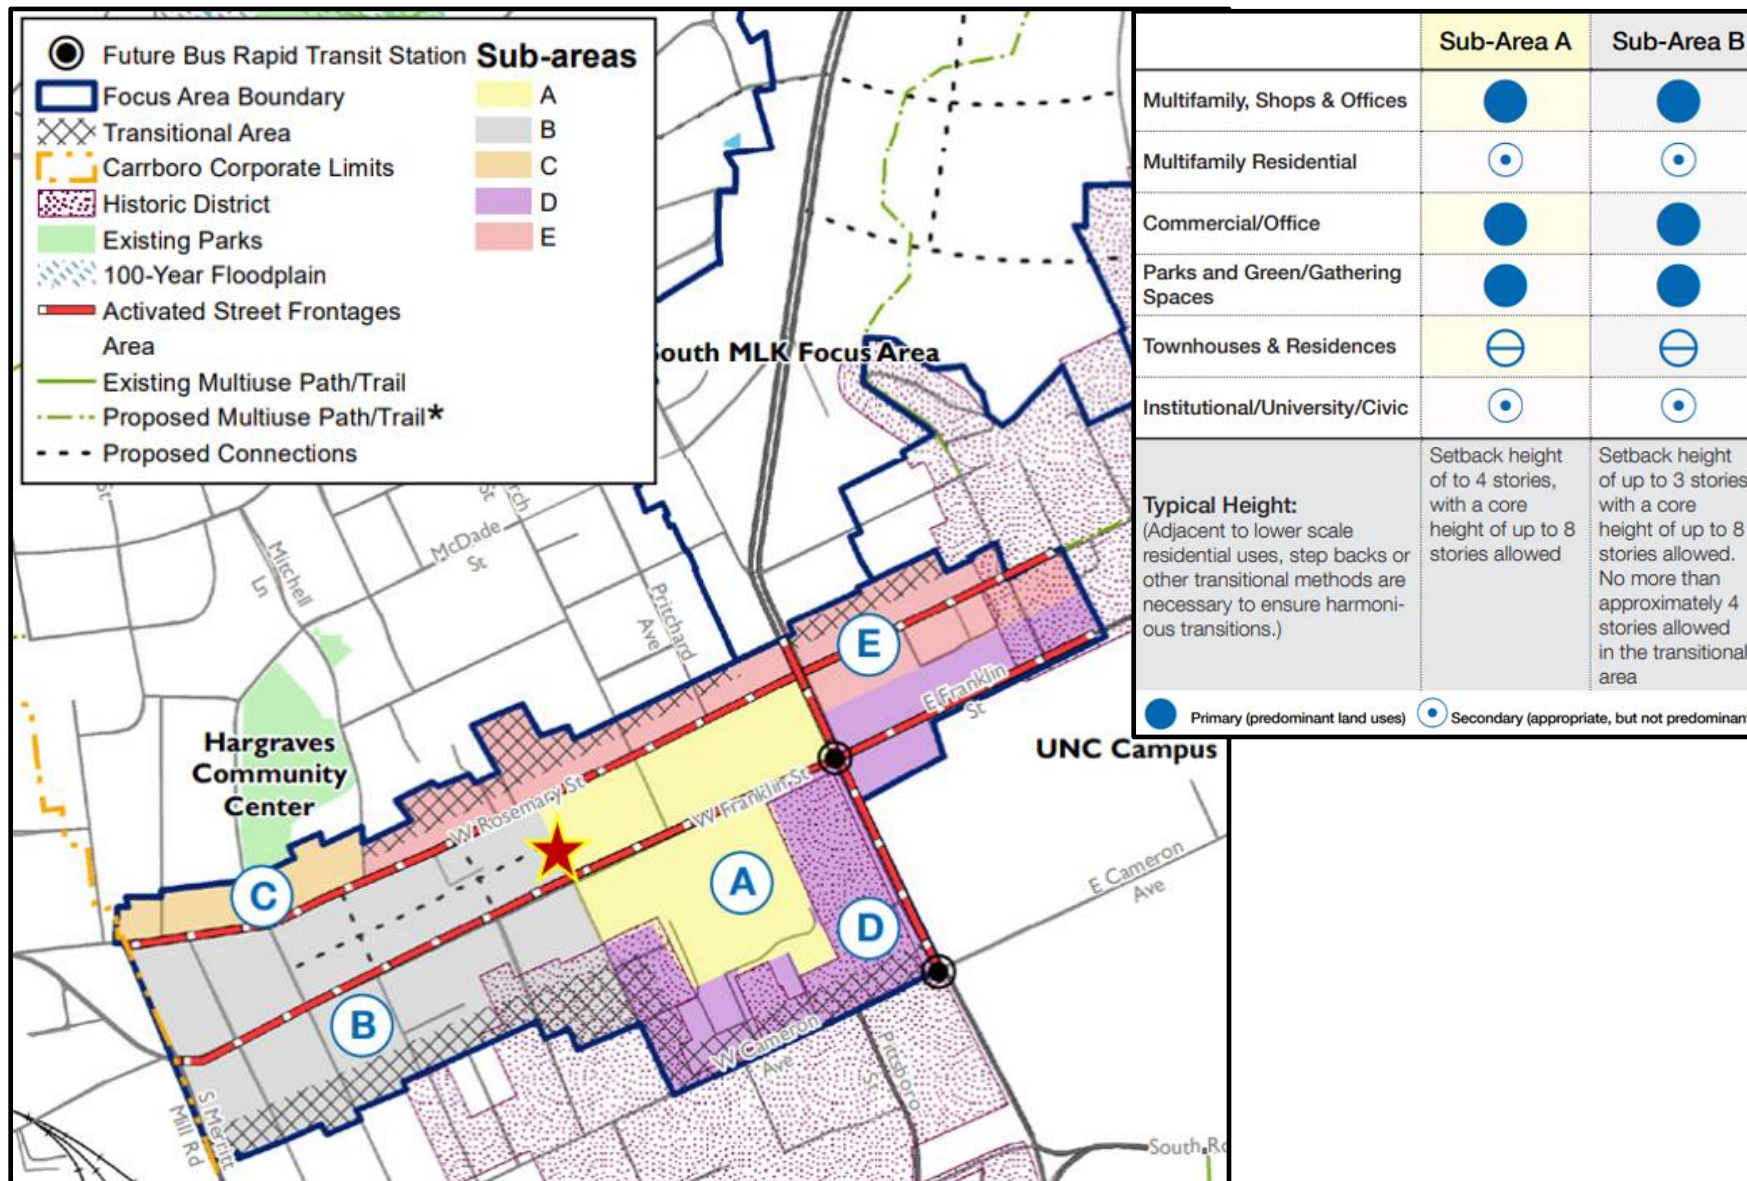 Future Bus Rapid Transit Station
Focus Area Boundary
Transitional Area
Carrboro Corporate Limits
Historic District
Existing Parks
100-Year Floodplain
Activated Street Frontages
Area
Existing Multiuse Path/Trail
Proposed Multiuse Path/Trail*
Proposed Connections
Sub-areas
A
B
C
D
E
South MLK Focus Area
St
St
McDade
St
Mitchell
Ln
Pritchard
Ave
E
E Franklin
St
Hargraves
Community
Center
W Rosemary St
W Franklin St
UNC Campus
A
C
D
B
E Cameron
Ave
W Cameron
Ave
Pittsboro
St
S Merritt
Mill Rd
South Rd
Sub-Area A
Sub-Area B
Multifamily, Shops & Offices
Multifamily Residential
Commercial/Office
Parks and Green/Gathering
Spaces
Townhouses & Residences
Institutional/University/Civic
Typical Height:
(Adjacent to lower scale
residential uses, step backs or
other transitional methods are
necessary to ensure harmoni-
ous transitions.)
Setback height
of to 4 stories,
with a core
height of up to 8
stories allowed
Setback height
of up to 3 stories
with a core
height of up to 8
stories allowed.
No more than
approximately 4
stories allowed
in the transitional
area
Primary (predominant land uses)
Secondary (appropriate, but not predominant